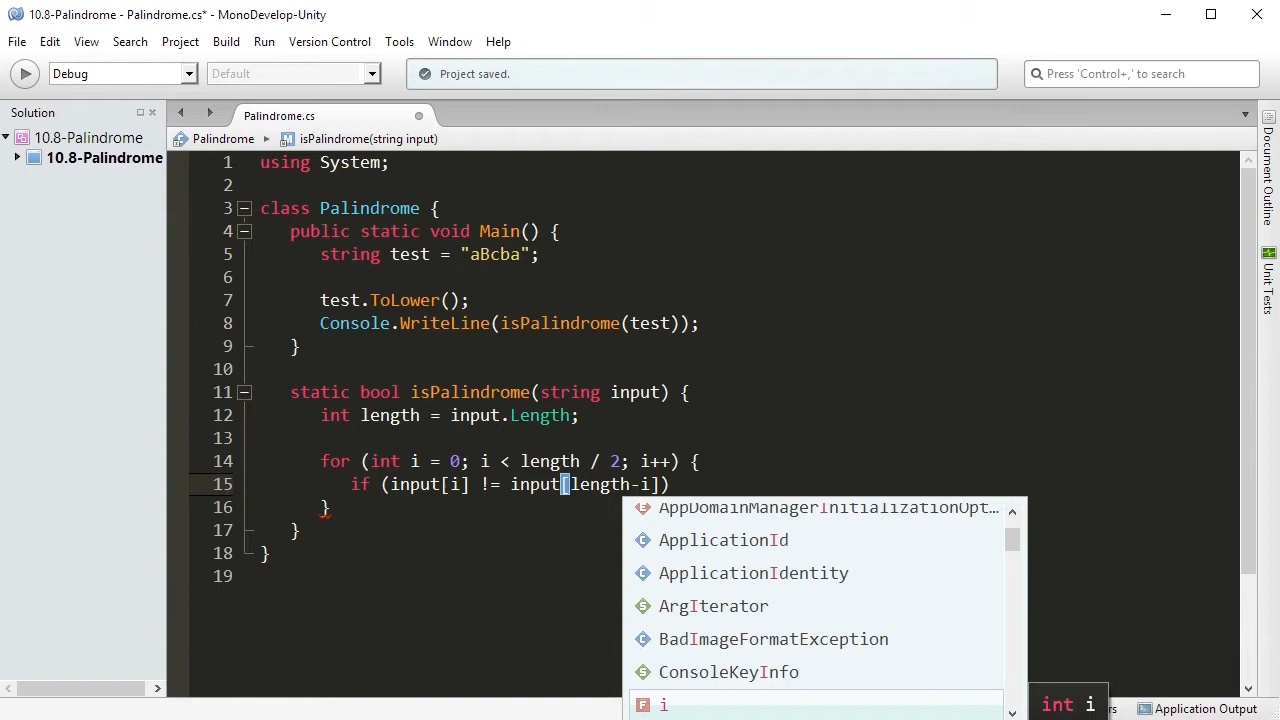 10.8-Palindrome - Palindrome.cs* - MonoDevelop-Unity
File Edit View Search Project Build Run Version Control Tools Window Help
Debug Default Project saved. Press 'Control+,' to search
Solution
10.8-Palindrome
10.8-Palindrome
Palindrome.cs
Palindrome isPalindrome(string input)
1 using System;
2
3 class Palindrome {
4 public static void Main() {
5 string test = "aBcba";
6
7 test.ToLower();
8 Console.WriteLine(isPalindrome(test));
9 }
10
11 static bool isPalindrome(string input) {
12 int length = input.Length;
13
14 for (int i = 0; i < length / 2; i++) {
15 if (input[i] != input[length-i])
16 }
17 }
18 }
19
AppDomainManagerInitializationOpt...
ApplicationId
ApplicationIdentity
ArgIterator
BadImageFormatException
ConsoleKeyInfo
i
int i
Document Outline
Unit Tests
Application Output